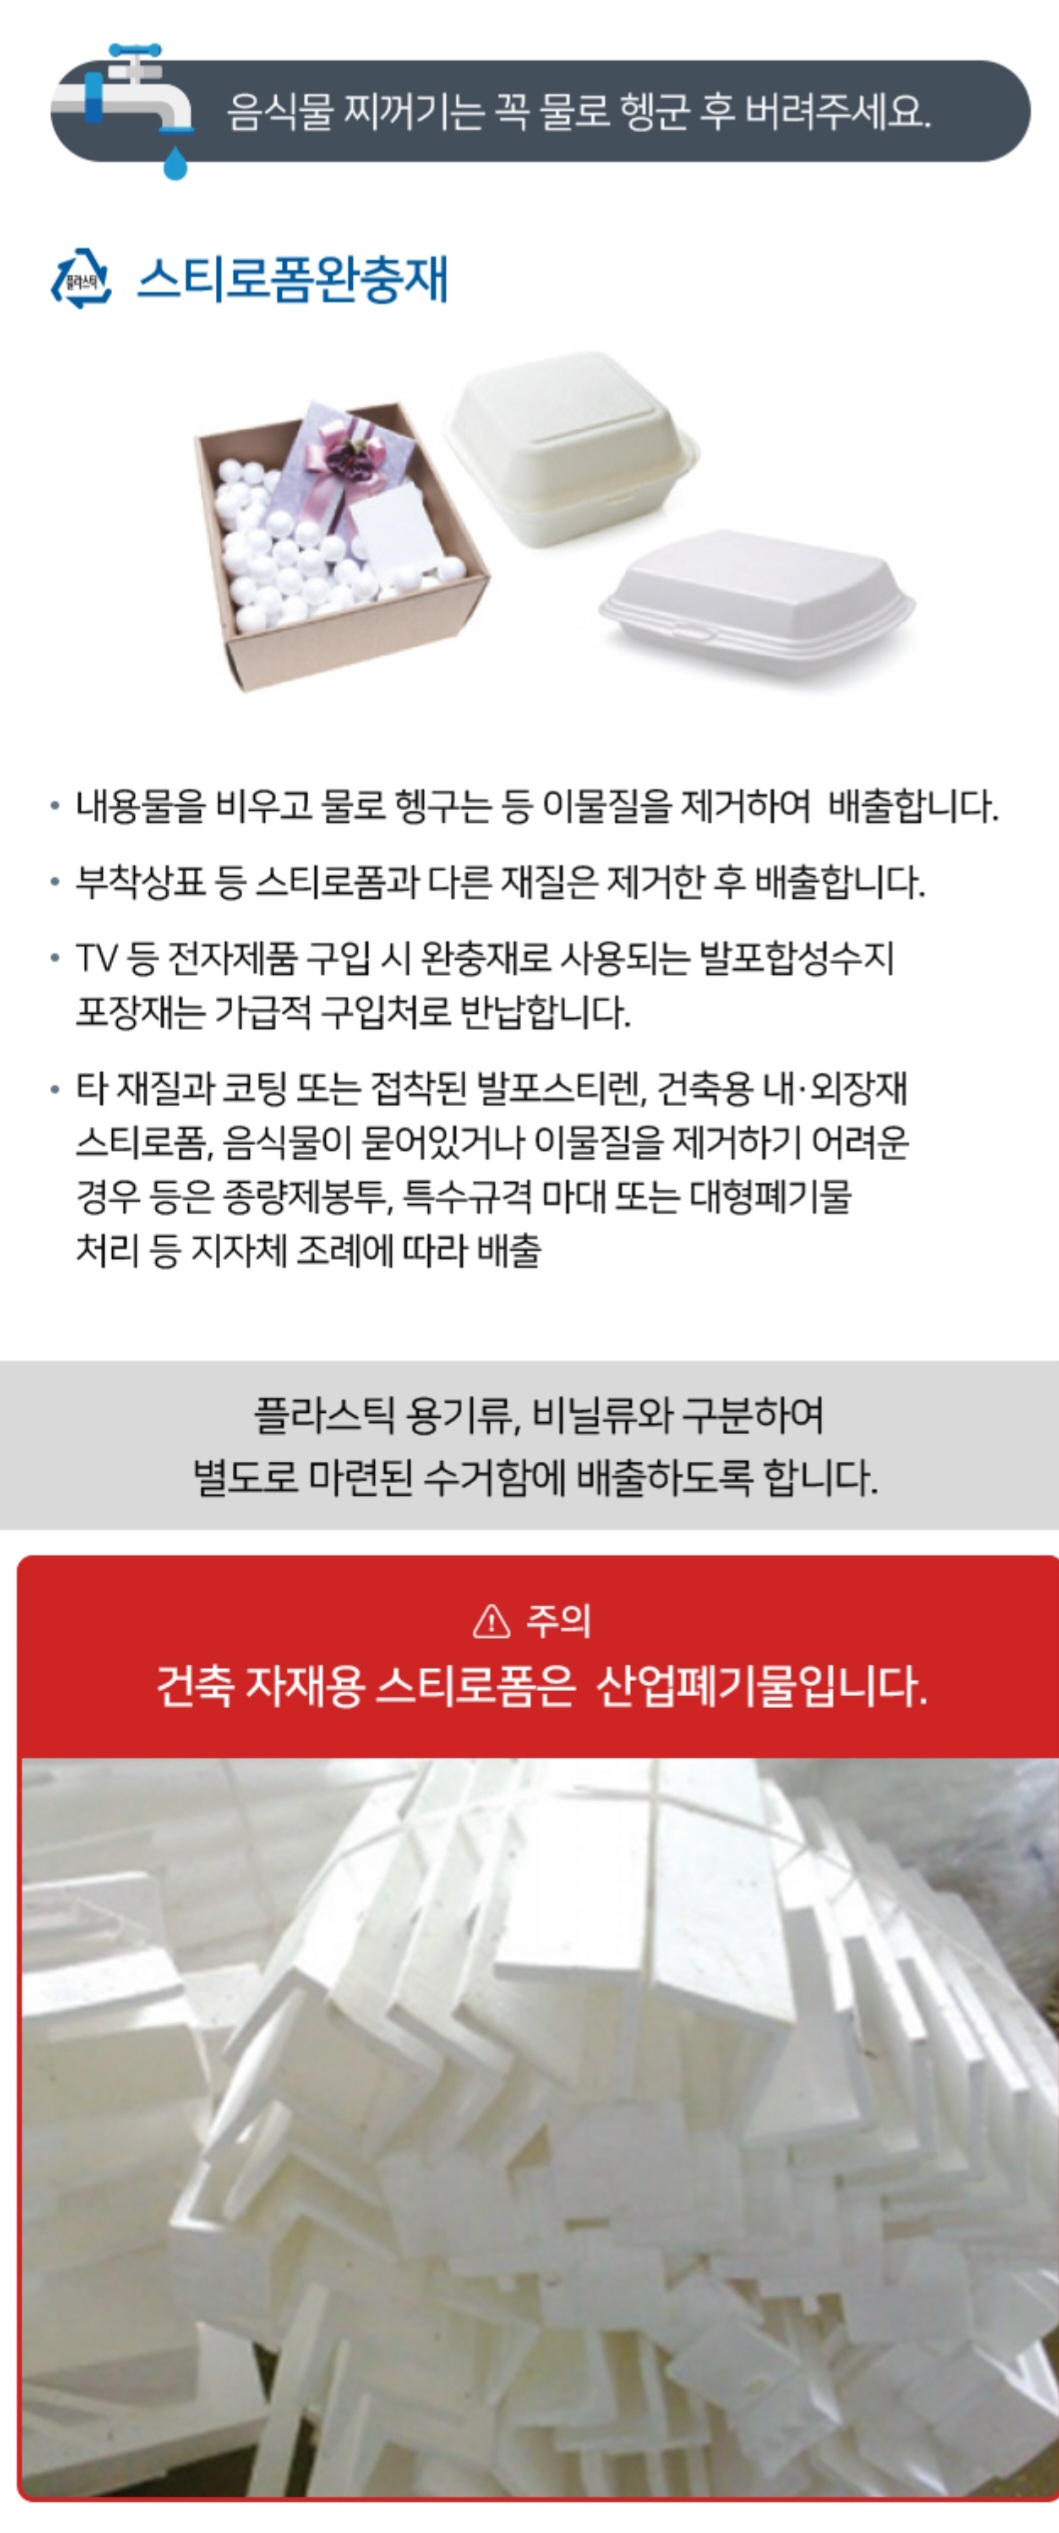 음식물 찌꺼기는 꼭 물로 헹군 후 버려주세요.
플라스틱
스티로폼완충재
• 내용물을 비우고 물로 헹구는 등 이물질을 제거하여 배출합니다.
• 부착상표 등 스티로폼과 다른 재질은 제거한 후 배출합니다.
• TV 등 전자제품 구입 시 완충재로 사용되는 발포합성수지
포장재는 가급적 구입처로 반납합니다.
• 타 재질과 코팅 또는 접착된 발포스티렌, 건축용 내·외장재
스티로폼, 음식물이 묻어있거나 이물질을 제거하기 어려운
경우 등은 종량제봉투, 특수규격 마대 또는 대형폐기물
처리 등 지자체 조례에 따라 배출
플라스틱 용기류, 비닐류와 구분하여
별도로 마련된 수거함에 배출하도록 합니다.
주의
건축 자재용 스티로폼은 산업폐기물입니다.